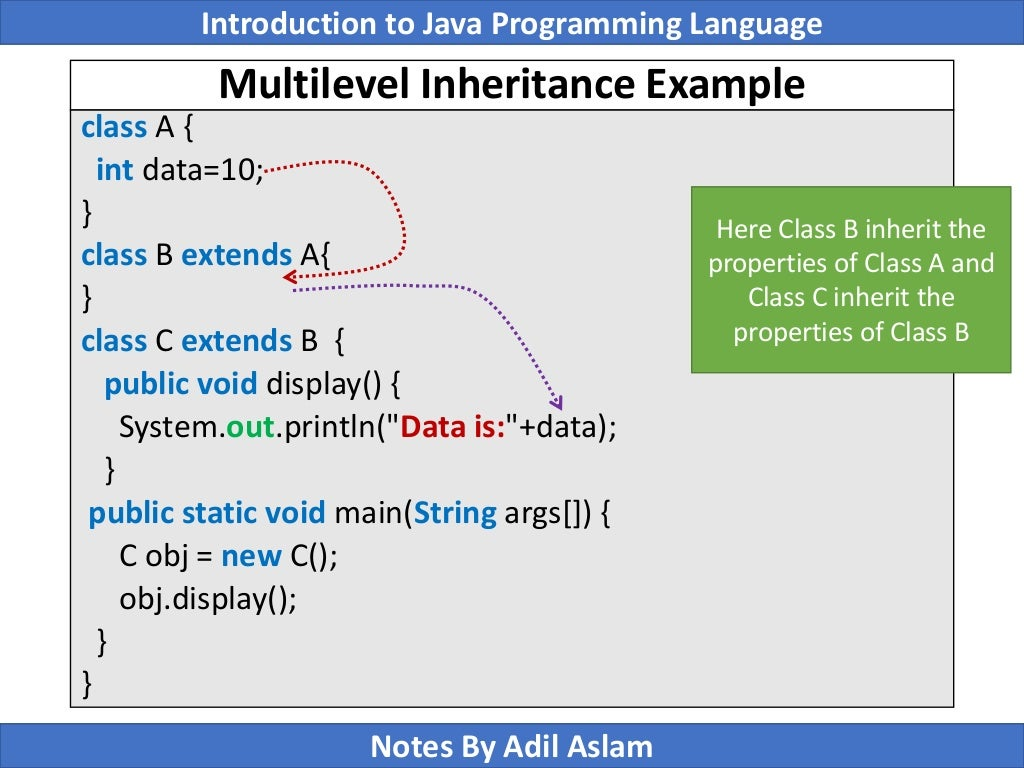 Introduction to Java Programming Language
Multilevel Inheritance Example
class A {
int data=10;
}
class B extends A{
}
class C extends B  {
public void display() {
System.out.println("Data is:"+data);
}
public static void main(String args[]) {
C obj = new C();
obj.display();
}
}
Here Class B inherit the
properties of Class A and
Class C inherit the
properties of Class B
Notes By Adil Aslam